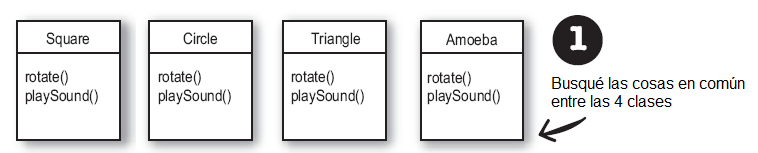 Square
rotate()
playSound()
Circle
rotate()
playSound()
Triangle
rotate()
playSound()
Amoeba
rotate()
playSound()
1
Busqué las cosas en común
entre las 4 clases